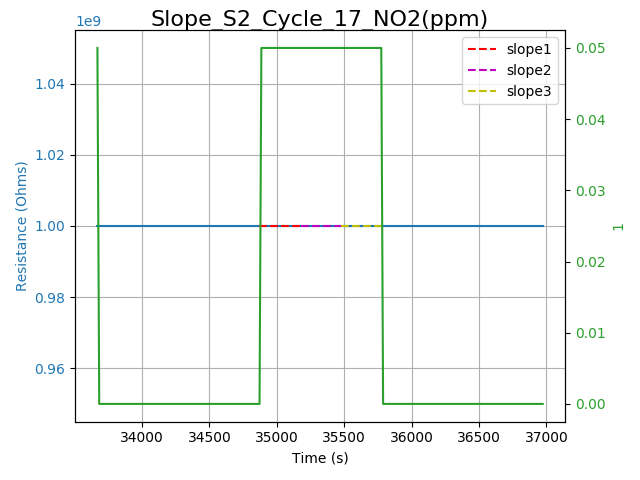 Slope_S2_Cycle_17_NO2(ppm)
1e9
slope1
slope2
slope3
1.04
1.02
1.00
0.98
0.96
Resistance (Ohms)
0.05
0.04
0.03
0.02
0.01
0.00
1
34000 34500 35000 35500 36000 36500 37000
Time (s)